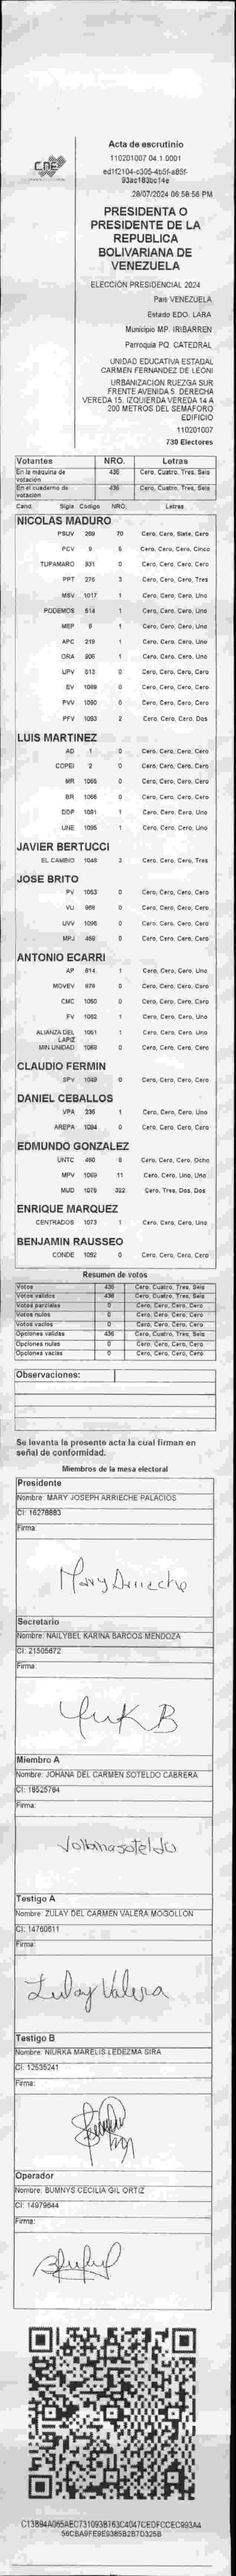 CNE
Acta de escrutinio
110201007 04.1.0001
ed1f2104-c305-4b5f-a85f-
93ac183bc14e
28/07/2024 06:58:56 PM
PRESIDENTA O
PRESIDENTE DE LA
REPUBLICA
BOLIVARIANA DE
VENEZUELA
ELECCIÓN PRESIDENCIAL 2024
País VENEZUELA
Estado EDO. LARA
Municipio MP. IRIBARREN
Parroquia PQ. CATEDRAL
UNIDAD EDUCATIVA ESTADAL
CARMEN FERNANDEZ DE LEONI
URBANIZACION RUEZGA SUR
FRENTE AVENIDA 5. DERECHA
VEREDA 15. IZQUIERDA VEREDA 14 A
200 METROS DEL SEMAFORO
EDIFICIO
110201007
730 Electores
Votantes NRO. Letras
En la máquina de votación 436 Cero, Cuatro, Tres, Seis
En el cuaderno de votación 436 Cero, Cuatro, Tres, Seis
Cand. Sigla Código NRO. Letras
NICOLAS MADURO
PSUV 269 70 Cero, Cero, Siete, Cero
PCV 9 5 Cero, Cero, Cero, Cinco
TUPAMARO 931 0 Cero, Cero, Cero, Cero
PPT 276 3 Cero, Cero, Cero, Tres
MSV 1017 1 Cero, Cero, Cero, Uno
PODEMOS 514 1 Cero, Cero, Cero, Uno
MEP 6 1 Cero, Cero, Cero, Uno
APC 219 1 Cero, Cero, Cero, Uno
ORA 906 1 Cero, Cero, Cero, Uno
UPV 513 0 Cero, Cero, Cero, Cero
EV 1089 0 Cero, Cero, Cero, Cero
PVV 1090 0 Cero, Cero, Cero, Cero
PFV 1093 2 Cero, Cero, Cero, Dos
LUIS MARTINEZ
AD 1 0 Cero, Cero, Cero, Cero
COPEI 2 0 Cero, Cero, Cero, Cero
MR 1066 0 Cero, Cero, Cero, Cero
BR 1068 0 Cero, Cero, Cero, Cero
DDP 1081 1 Cero, Cero, Cero, Uno
UNE 1095 1 Cero, Cero, Cero, Uno
JAVIER BERTUCCI
EL CAMBIO 1048 3 Cero, Cero, Cero, Tres
JOSE BRITO
PV 1053 0 Cero, Cero, Cero, Cero
VU 968 0 Cero, Cero, Cero, Cero
UVV 1096 0 Cero, Cero, Cero, Cero
MPJ 469 0 Cero, Cero, Cero, Cero
ANTONIO ECARRI
AP 914 1 Cero, Cero, Cero, Uno
MOVEV 978 0 Cero, Cero, Cero, Cero
CMC 1060 0 Cero, Cero, Cero, Cero
FV 1062 1 Cero, Cero, Cero, Uno
ALIANZA DEL LAPIZ 1051 1 Cero, Cero, Cero, Uno
MIN UNIDAD 1068 0 Cero, Cero, Cero, Cero
CLAUDIO FERMIN
SPV 1049 0 Cero, Cero, Cero, Cero
DANIEL CEBALLOS
VPA 236 1 Cero, Cero, Cero, Uno
AREPA 1094 0 Cero, Cero, Cero, Cero
EDMUNDO GONZALEZ
UNTC 460 8 Cero, Cero, Cero, Ocho
MPV 1069 11 Cero, Cero, Uno, Uno
MUD 1076 322 Cero, Tres, Dos, Dos
ENRIQUE MARQUEZ
CENTRADOS 1073 1 Cero, Cero, Cero, Uno
BENJAMIN RAUSSEO
CONDE 1092 0 Cero, Cero, Cero, Cero
Resumen de votos
Votos 436 Cero, Cuatro, Tres, Seis
Votos válidos 436 Cero, Cuatro, Tres, Seis
Votos parciales 0 Cero, Cero, Cero, Cero
Votos nulos 0 Cero, Cero, Cero, Cero
Votos vacíos 0 Cero, Cero, Cero, Cero
Opciones válidas 436 Cero, Cuatro, Tres, Seis
Opciones nulas 0 Cero, Cero, Cero, Cero
Opciones vacías 0 Cero, Cero, Cero, Cero
Observaciones:
Se levanta la presente acta la cual firman en
señal de conformidad.
Miembros de la mesa electoral
Presidente
Nombre: MARY JOSEPH ARRIECHE PALACIOS
CI: 16278883
Firma:
Mary Arrieche
Secretario
Nombre: NAILYBEL KARINA BARCOS MENDOZA
CI: 21505672
Firma:
Miembro A
Nombre: JOHANA DEL CARMEN SOTELDO CABRERA
CI: 18525764
Firma:
Johana soteldo
Testigo A
Nombre: ZULAY DEL CARMEN VALERA MOGOLLON
CI: 14760611
Firma:
Zulay Valera
Testigo B
Nombre: NIURKA MARELIS LEDEZMA SIRA
CI: 12535241
Firma:
Operador
Nombre: BUMNYS CECILIA GIL ORTIZ
CI: 14979644
Firma:
C13B94A065AEC731093B763C4047CEDFCCEC993A4
56CBA9FE9E9385B2B7D325B